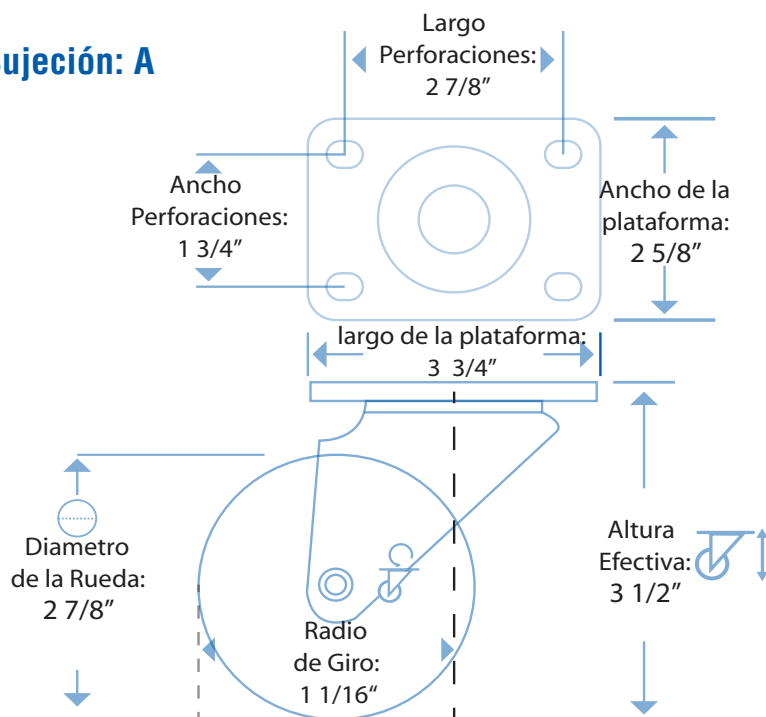 ujeción: A
Largo
Perforaciones:
2 7/8”
Ancho
Perforaciones:
1 3/4”
Ancho de la
plataforma:
2 5/8”
largo de la plataforma:
3 3/4”
Diametro
de la Rueda:
2 7/8”
Altura
Efectiva:
3 1/2”
Radio
de Giro:
1 1/16“